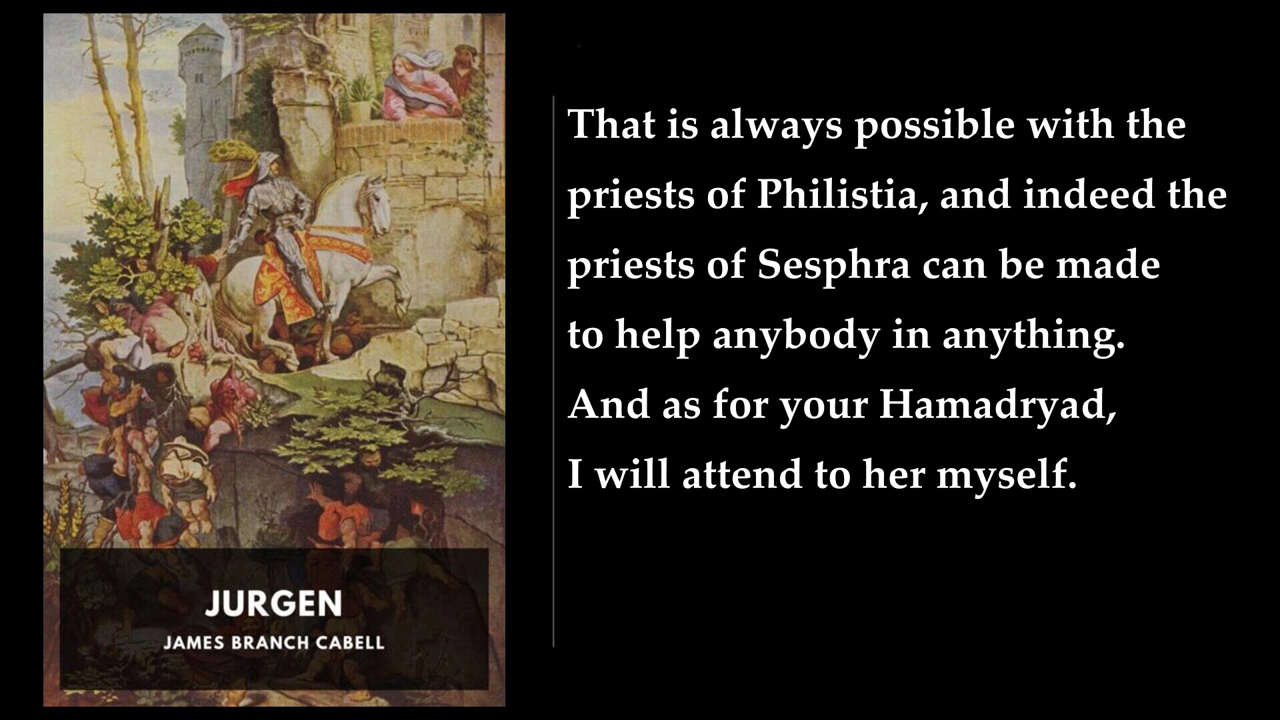 JURGEN
JAMES BRANCH CABELL
That is always possible with the
priests of Philistia, and indeed the
priests of Sesphra can be made
to help anybody in anything.
And as for your Hamadryad,
I will attend to her myself.